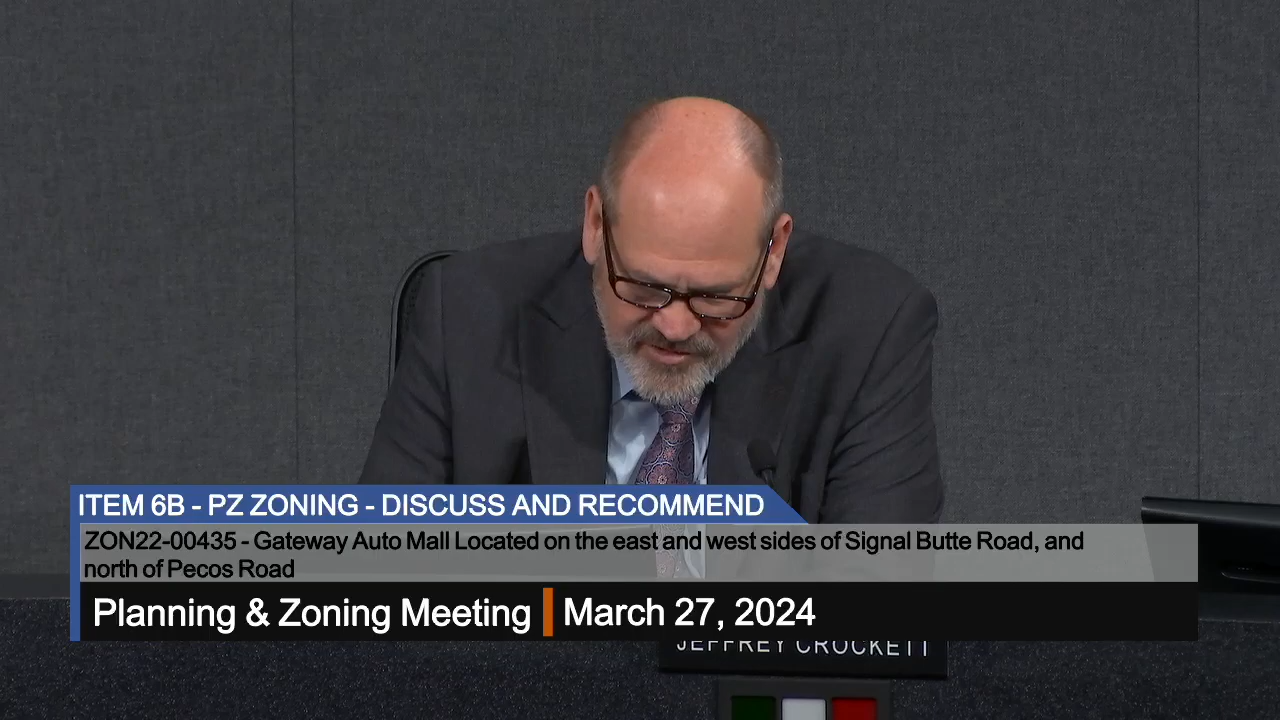 ITEM 6B - PZ ZONING - DISCUSS AND RECOMMEND
ZON22-00435 - Gateway Auto Mall Located on the east and west sides of Signal Butte Road, and
north of Pecos Road
Planning & Zoning Meeting March 27, 2024
JEFFREY CROCKETT